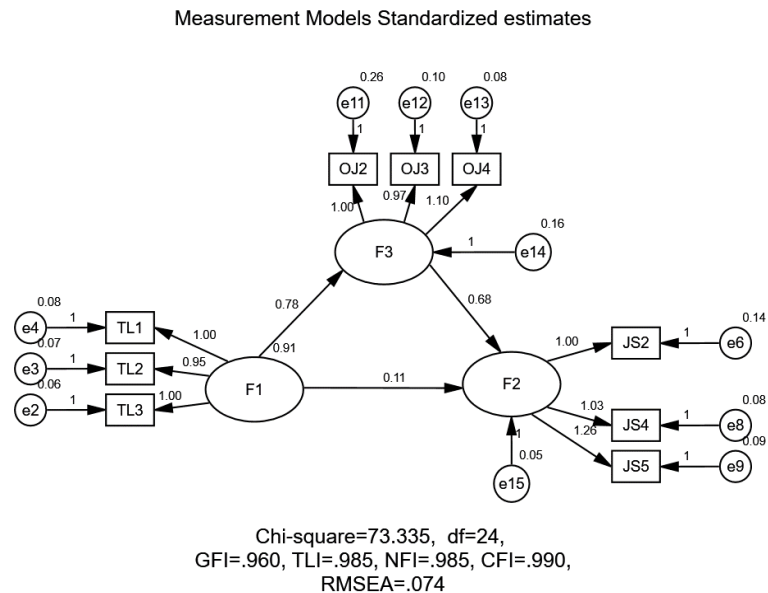 Measurement Models Standardized estimates
0.26 0.10 0.08
e11 e12 e13
1 1 1
OJ2 OJ3 OJ4
1.00 0.97 1.10
0.16
F3 1 e14
0.78 0.68
0.08
e4 1 TL1 1.00
0.07
e3 1 TL2 0.95
0.06
e2 1 TL3 1.00
0.91
F1 0.11 F2
0.14
1.00 JS2 1 e6
0.08
1.03 JS4 1 e8
0.09
1.26 JS5 1 e9
1
0.05
e15
Chi-square=73.335, df=24,
GFI=.960, TLI=.985, NFI=.985, CFI=.990,
RMSEA=.074